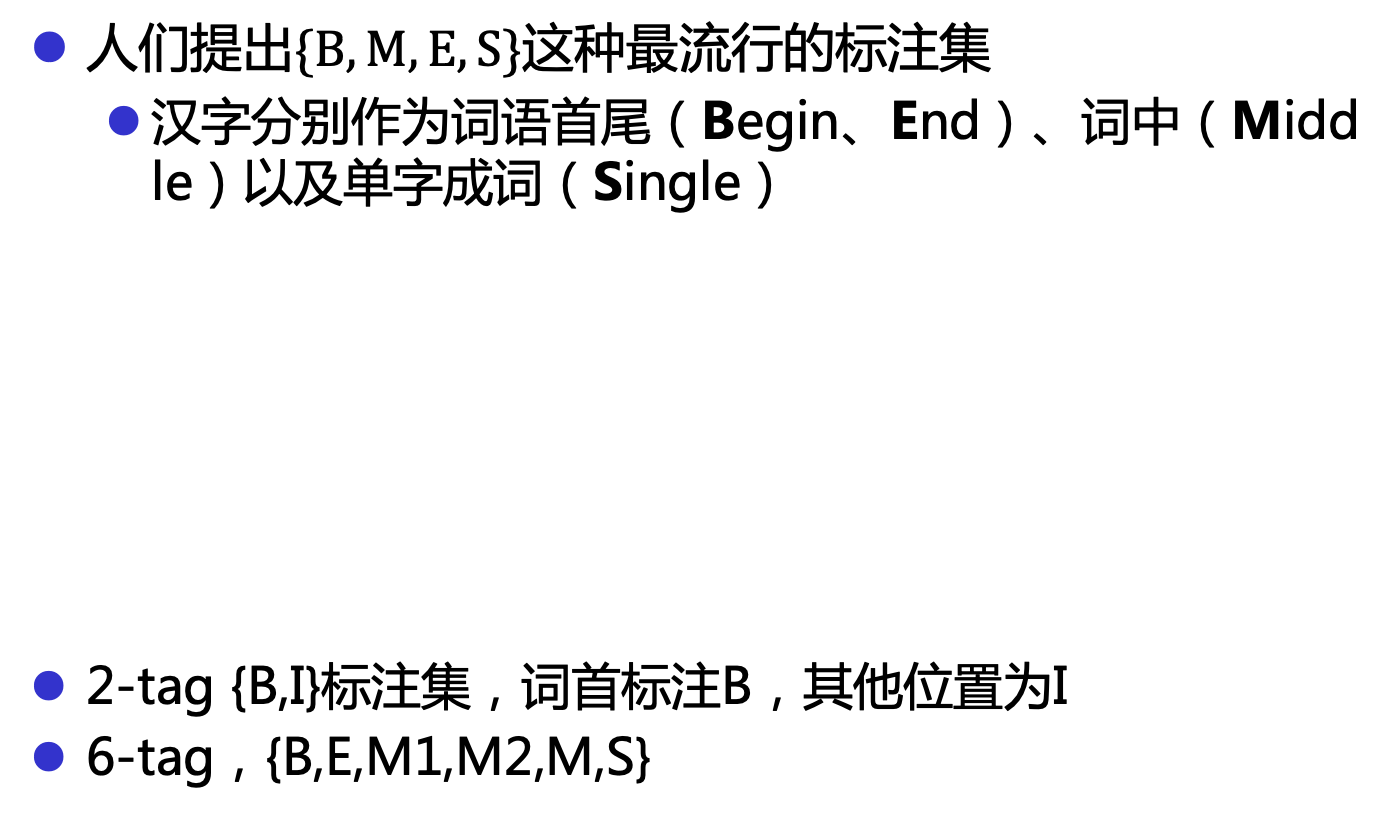 人们提出{B, M, E, S}这种最流行的标注集
汉字分别作为词语首尾（Begin、End）、词中（Midd
le）以及单字成词（Single）
2-tag {B,I}标注集，词首标注B，其他位置为I
6-tag，{B,E,M1,M2,M,S}